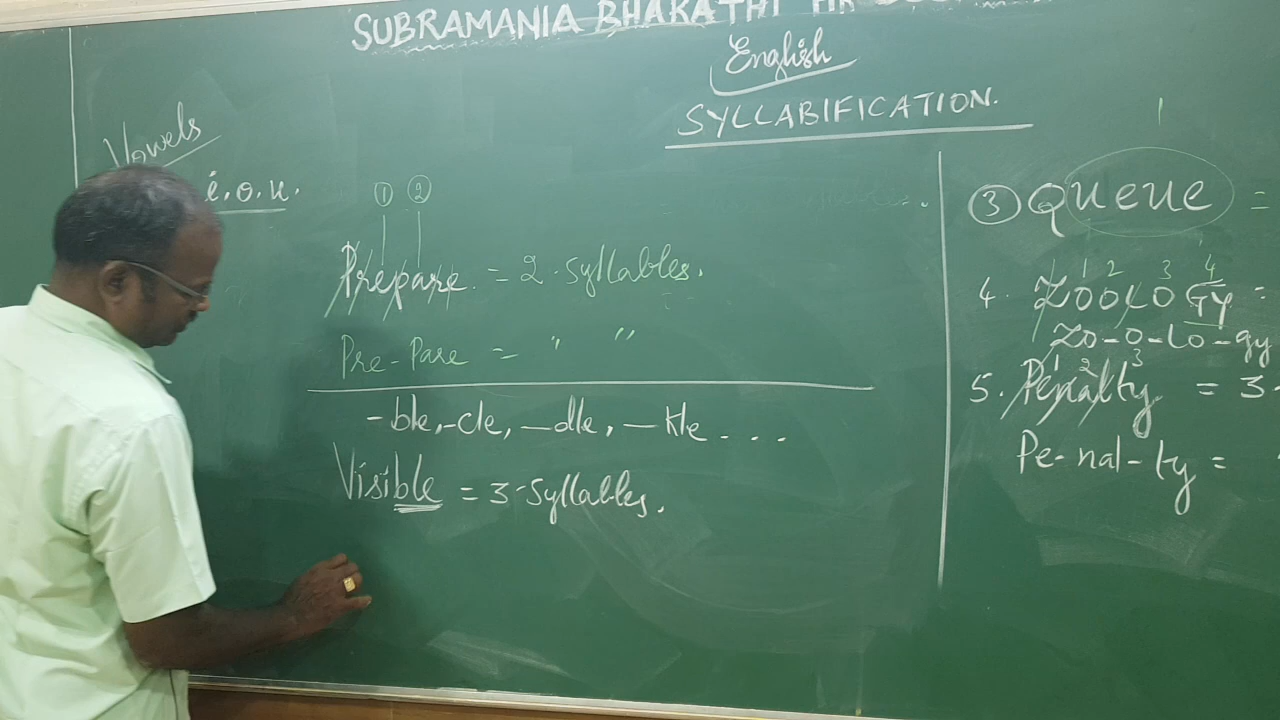 SUBRAMANIA BHARATHI HR
English
SYLLABIFICATION.
Vowels
i.o.u.
① ②
Prepare = 2-Syllables.
Pre-Pare = " "
-ble, -cle, -dle, -tle....
Visible = 3-Syllables.
③ Queue =
1 2 3 4
4. ZOOLOGY =
Zo-o-lo-gy
1 2 3
5. Penalty = 3-
Pe-nal-ty =